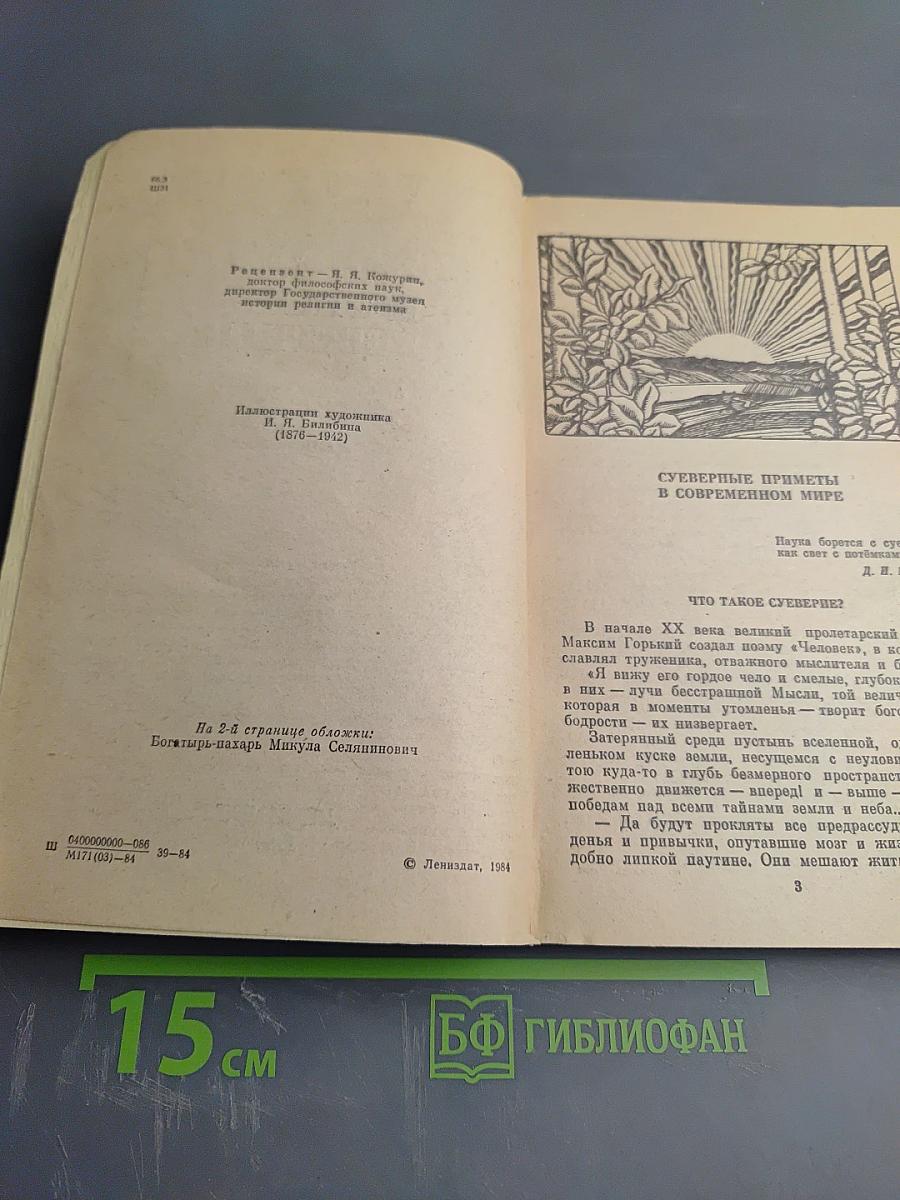 Ш31
Рецензент — Я. Я. Кожурин,
доктор философских наук,
директор Государственного музея
истории религии и атеизма
Иллюстрации художника
И. Я. Билибина
(1876—1942)
На 2-й странице обложки:
Богатырь-пахарь Микула Селянинович
Ш 0400000000—086
М171(03)—84 39—84
© Лениздат, 1984
СУЕВЕРНЫЕ ПРИМЕТЫ
В СОВРЕМЕННОМ МИРЕ
Наука борется с суе
как свет с потёмками
Д. И.
ЧТО ТАКОЕ СУЕВЕРИЕ?
В начале XX века великий пролетарский
Максим Горький создал поэму «Человек», в ко
славлял труженика, отважного мыслителя и б
«Я вижу его гордое чело и смелые, глубок
в них — лучи бесстрашной Мысли, той велич
которая в моменты утомленья — творит бого
бодрости — их низвергает.
Затерянный среди пустынь вселенной, о
леньком куске земли, несущемся с неулови
тою куда-то в глубь безмерного пространст
жественно движется — вперед! и — выше —
победам над всеми тайнами земли и неба..
— Да будут прокляты все предрассуд
денья и привычки, опутавшие мозг и жиз
добно липкой паутине. Они мешают жит
3
15 см
БФ ГИБЛИОФАН